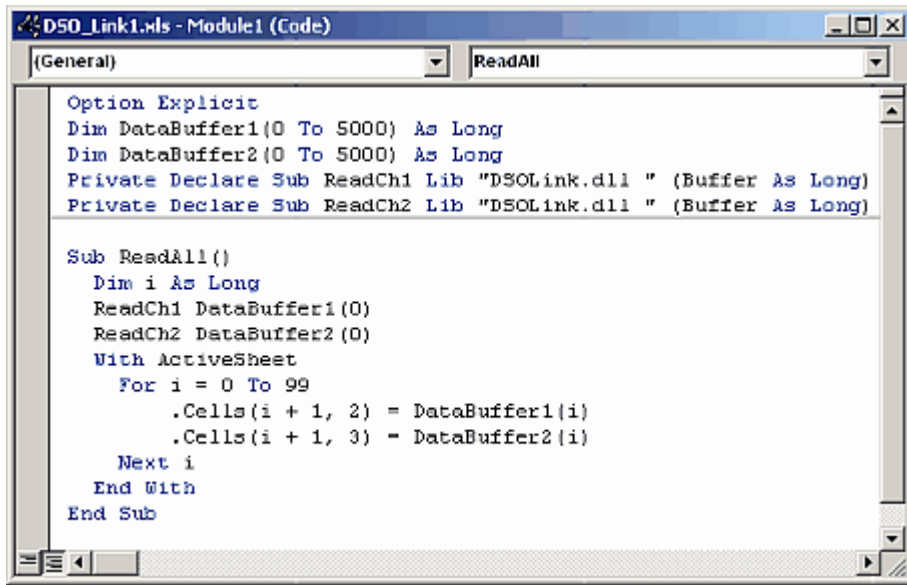 DSO_Link1.xls - Module1 (Code)
(General) ReadAll
Option Explicit
Dim DataBuffer1(0 To 5000) As Long
Dim DataBuffer2(0 To 5000) As Long
Private Declare Sub ReadCh1 Lib "DSOLink.dll " (Buffer As Long)
Private Declare Sub ReadCh2 Lib "DSOLink.dll " (Buffer As Long)
Sub ReadAll()
Dim i As Long
ReadCh1 DataBuffer1(0)
ReadCh2 DataBuffer2(0)
With ActiveSheet
For i = 0 To 99
.Cells(i + 1, 2) = DataBuffer1(i)
.Cells(i + 1, 3) = DataBuffer2(i)
Next i
End With
End Sub